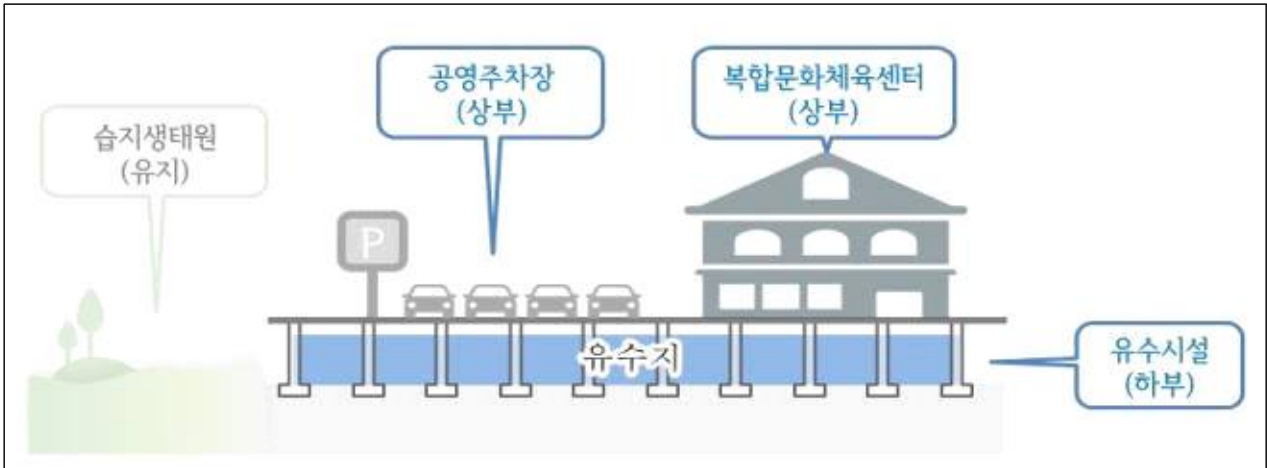 공영주차장
(상부)
복합문화체육센터
(상부)
습지생태원
(유지)
P
유수지
유수시설
(하부)